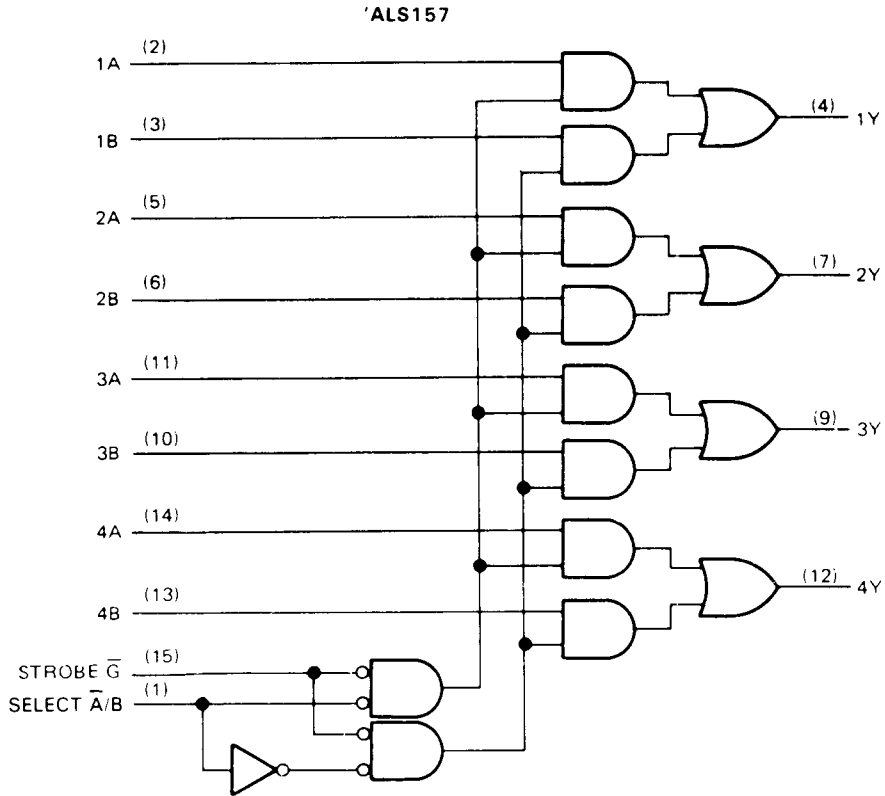 'ALS157
1A (2)
1B (3)
2A (5)
2B (6)
3A (11)
3B (10)
4A (14)
4B (13)
STROBE G̅ (15)
SELECT A̅/B (1)
(4) 1Y
(7) 2Y
(9) 3Y
(12) 4Y